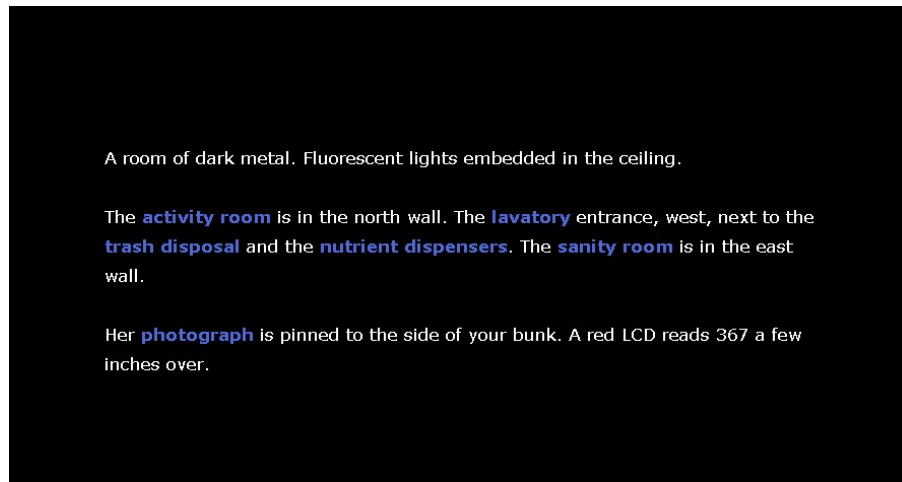 A room of dark metal. Fluorescent lights embedded in the ceiling.
The activity room is in the north wall. The lavatory entrance, west, next to the
trash disposal and the nutrient dispensers. The sanity room is in the east
wall.
Her photograph is pinned to the side of your bunk. A red LCD reads 367 a few
inches over.